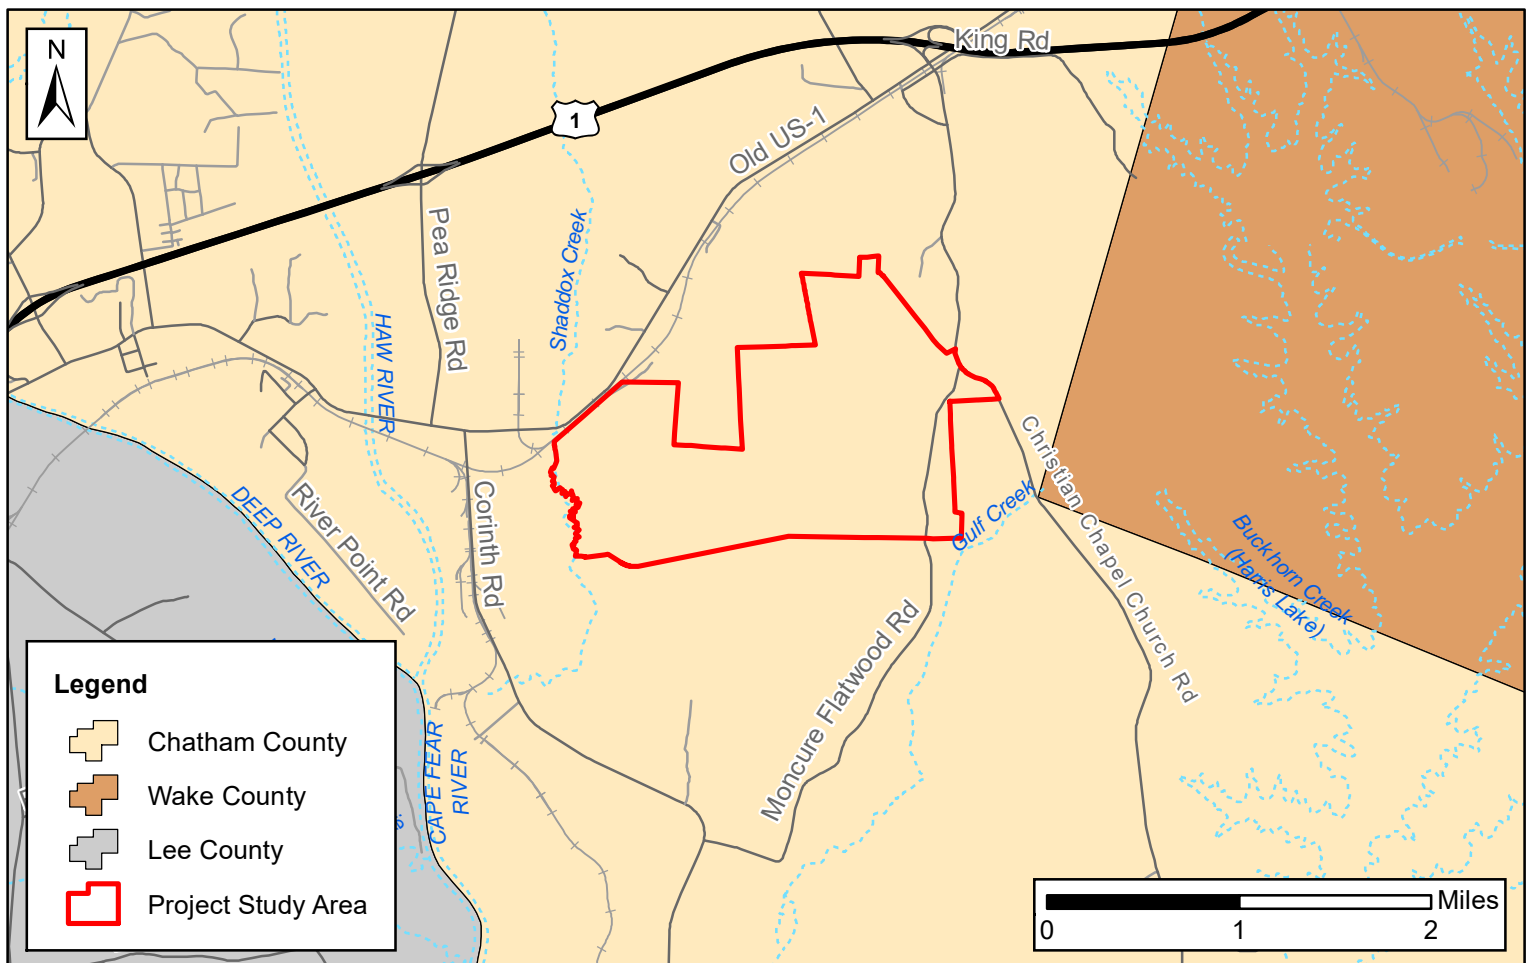 N
King Rd
1
Old US-1
Pea Ridge Rd
Shaddox Creek
HAW RIVER
Christian Chapel Church Rd
DEEP RIVER
River Point Rd
Corinth Rd
Gulf Creek
Buckhorn Creek
(Harris Lake)
Moncure Flatwood Rd
CAPE FEAR
RIVER
Legend
Chatham County
Wake County
Lee County
Project Study Area
Miles
0 1 2